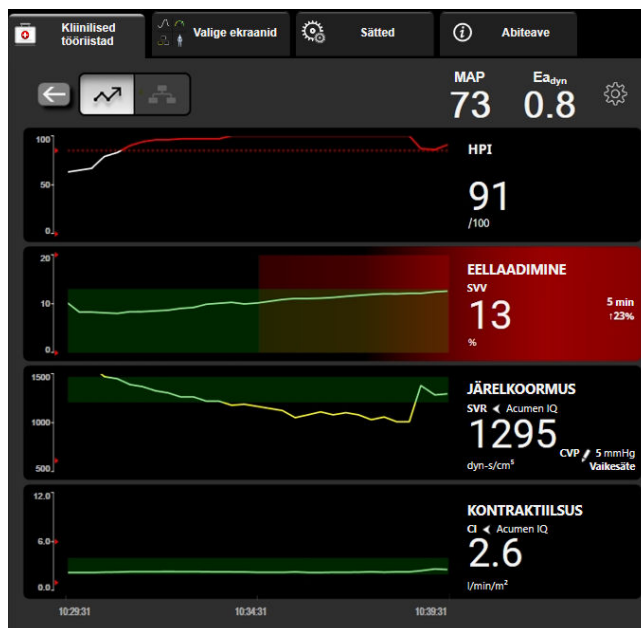 Kliinilised
tööriistad
Valige ekraanid
Sätted
Abiteave
MAP
73
Ea dyn
0.8
100
50
0
HPI
91
/100
20
10
0
EELLAADIMINE
SVV
13
%
5 min
↑23%
1500
1000
500
JÄRELKOORMUS
SVR Acumen IQ
1295
dyn-s/cm⁵
CVP 5 mmHg
Vaikesäte
12.0
6.0
0.0
KONTRAKTIILSUS
CI Acumen IQ
2.6
l/min/m²
10:29:31
10:34:31
10:39:31